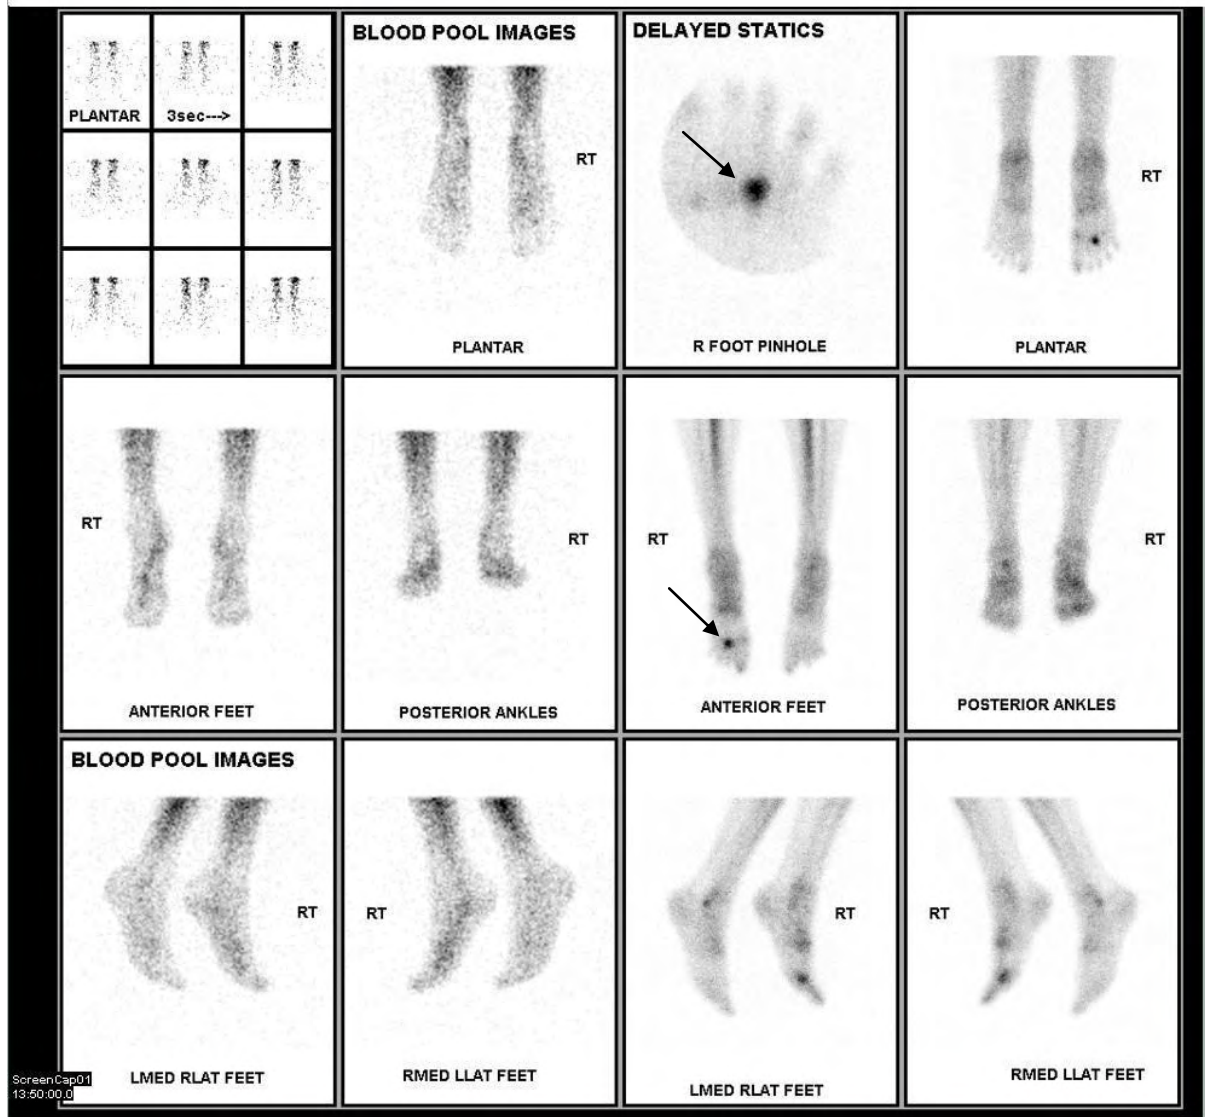 PLANTAR 3sec--->
BLOOD POOL IMAGES
RT
PLANTAR
DELAYED STATICS
R FOOT PINHOLE
RT
PLANTAR
RT
ANTERIOR FEET
RT
POSTERIOR ANKLES
RT
ANTERIOR FEET
RT
POSTERIOR ANKLES
BLOOD POOL IMAGES
RT
LMED RLAT FEET
RT
RMED LLAT FEET
RT
LMED RLAT FEET
RT
RMED LLAT FEET
ScreenCap01
13:50:00.0